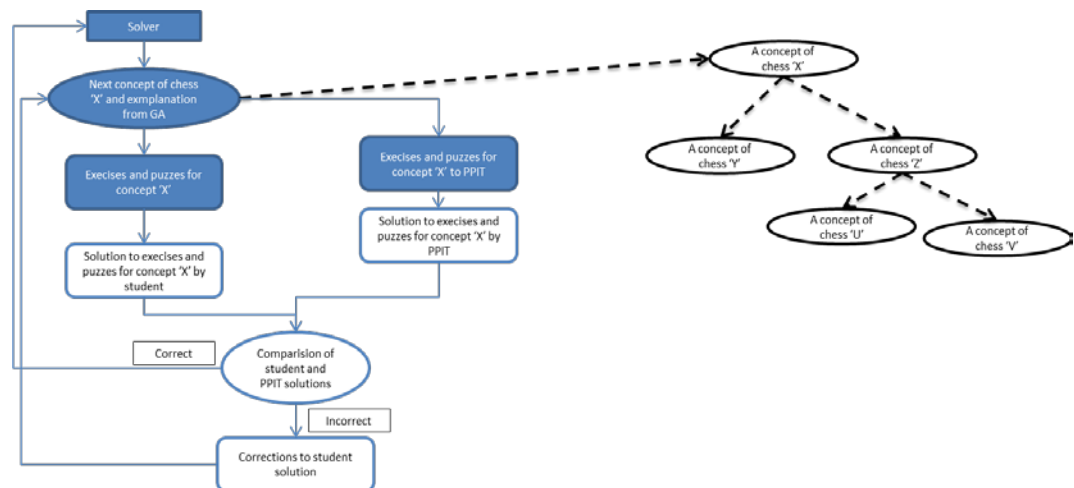 Solver
Next concept of chess
'X' and exmplanation
from GA
Execises and puzzes for
concept 'X'
Solution to execises and
puzzes for concept 'X' by
student
Execises and puzzes for
concept 'X' to PPIT
Solution to execises and
puzzes for concept 'X' by
PPIT
Correct
Comparision of
student and
PPIT solutions
Incorrect
Corrections to student
solution
A concept of
chess 'X'
A concept of
chess 'Y'
A concept of
chess 'Z'
A concept of
chess 'U'
A concept of
chess 'V'